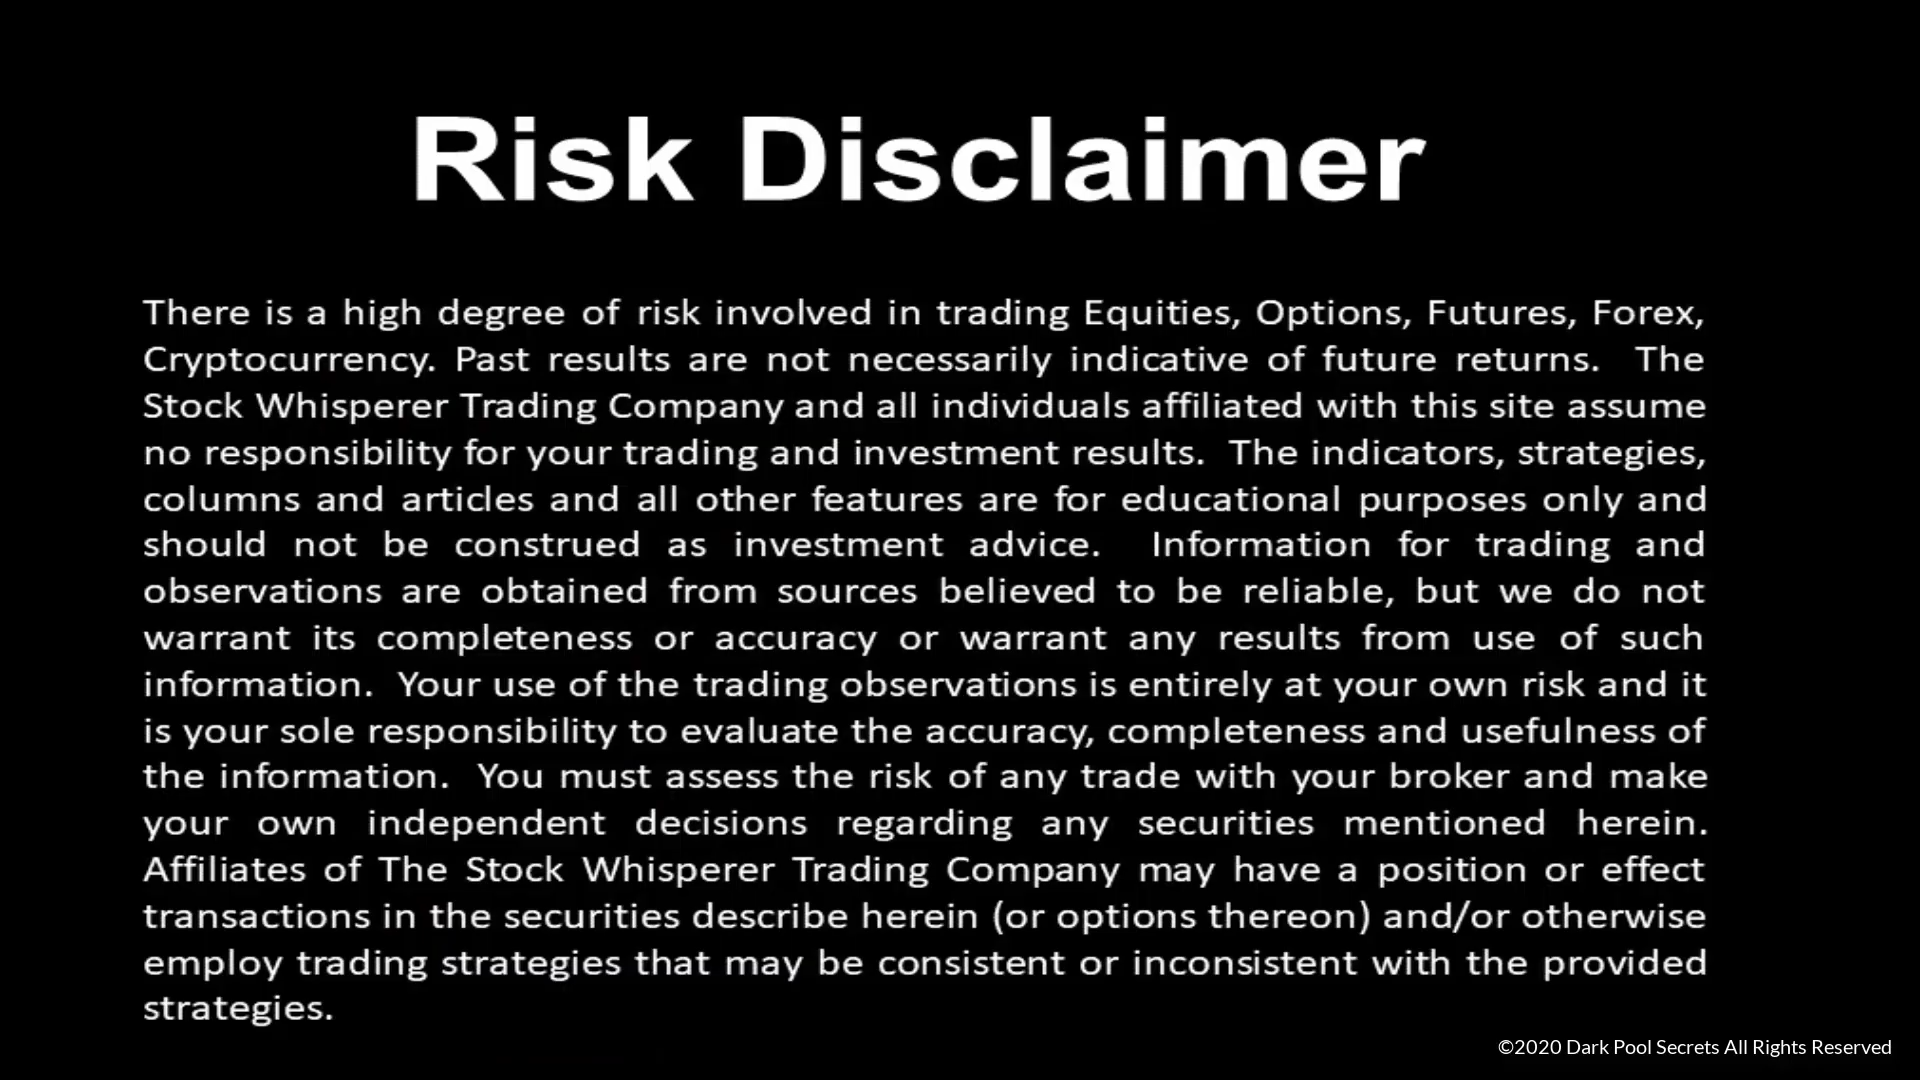 Risk Disclaimer
There is a high degree of risk involved in trading Equities, Options, Futures, Forex,
Cryptocurrency. Past results are not necessarily indicative of future returns. The
Stock Whisperer Trading Company and all individuals affiliated with this site assume
no responsibility for your trading and investment results. The indicators, strategies,
columns and articles and all other features are for educational purposes only and
should not be construed as investment advice. Information for trading and
observations are obtained from sources believed to be reliable, but we do not
warrant its completeness or accuracy or warrant any results from use of such
information. Your use of the trading observations is entirely at your own risk and it
is your sole responsibility to evaluate the accuracy, completeness and usefulness of
the information. You must assess the risk of any trade with your broker and make
your own independent decisions regarding any securities mentioned herein.
Affiliates of The Stock Whisperer Trading Company may have a position or effect
transactions in the securities describe herein (or options thereon) and/or otherwise
employ trading strategies that may be consistent or inconsistent with the provided
strategies.
©2020 Dark Pool Secrets All Rights Reserved